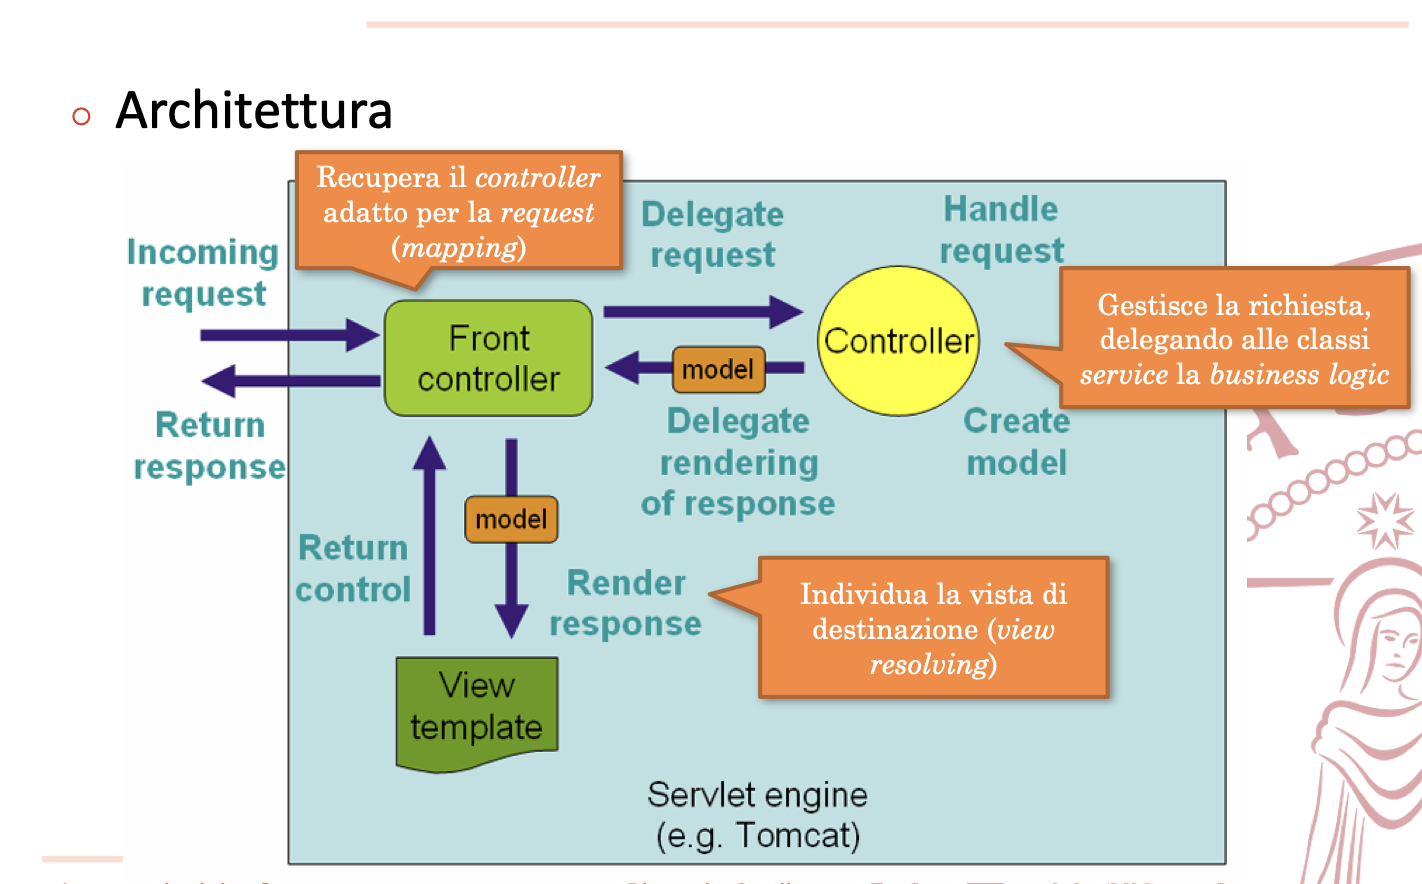 Architettura
Recupera il controller
adatto per la request
(mapping)
Incoming
request
Delegate
request
Handle
request
Front
controller
Controller
model
Gestisce la richiesta,
delegando alle classi
service la business logic
Return
response
Delegate
rendering
of response
Create
model
model
Return
control
Render
response
Individua la vista di
destinazione (view
resolving)
View
template
Servlet engine
(e.g. Tomcat)